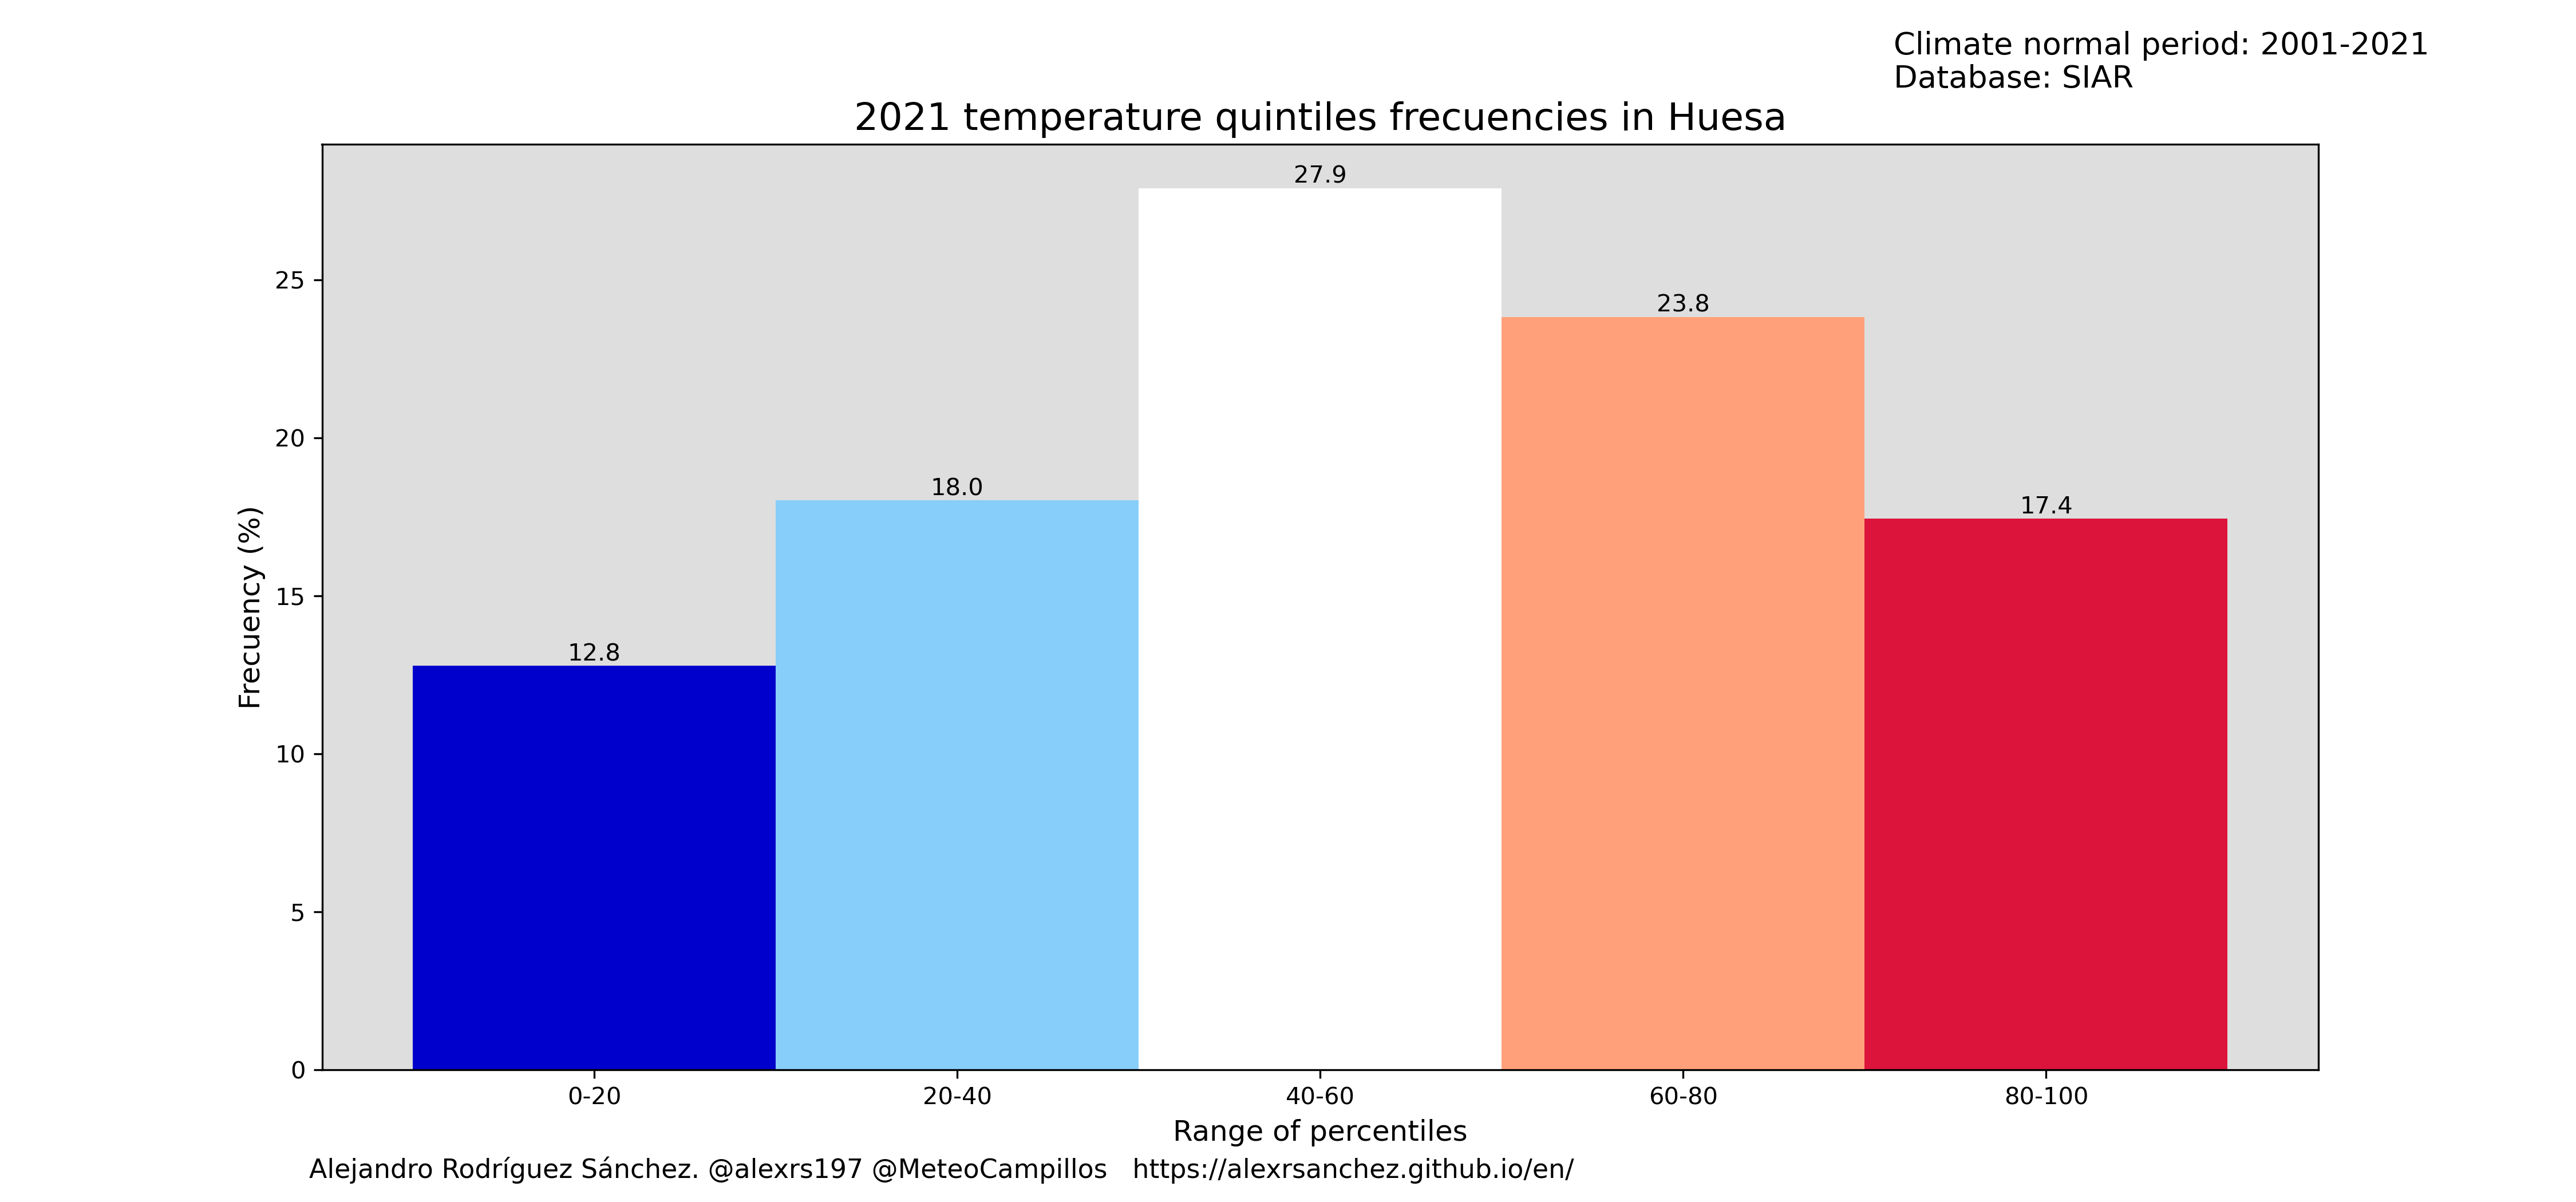 Climate normal period: 2001-2021
Database: SIAR
2021 temperature quintiles frecuencies in Huesa
27.9
25
23.8
20
18.0
17.4
15
12.8
10
5
0
Frecuency (%)
0-20 20-40 40-60 60-80 80-100
Range of percentiles
Alejandro Rodríguez Sánchez. @alexrs197 @MeteoCampillos https://alexrsanchez.github.io/en/